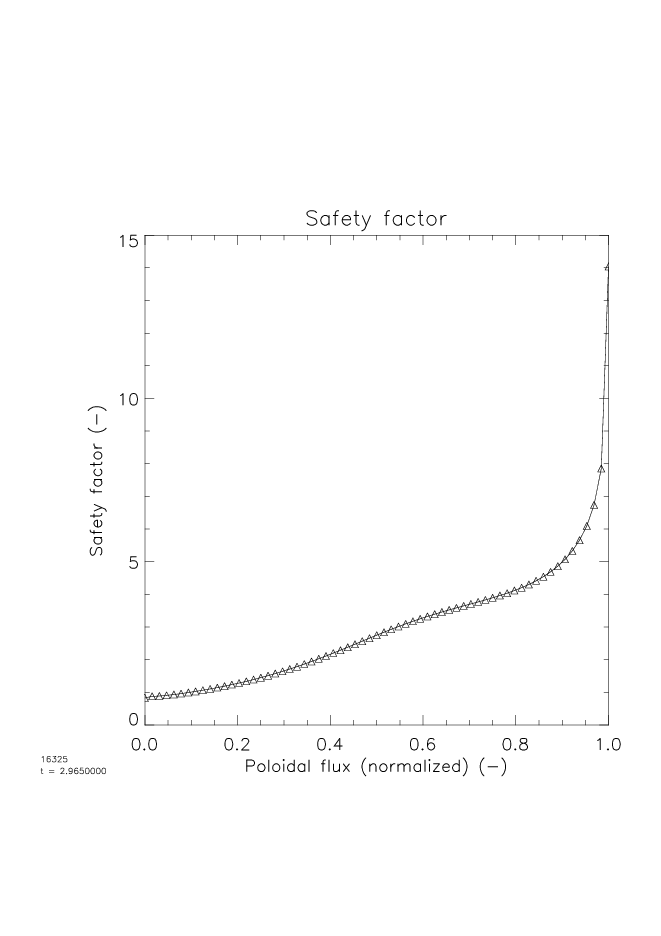 Safety factor
15
10
5
0
Safety factor (-)
0.0 0.2 0.4 0.6 0.8 1.0
Poloidal flux (normalized) (-)
16325
t = 2.9650000